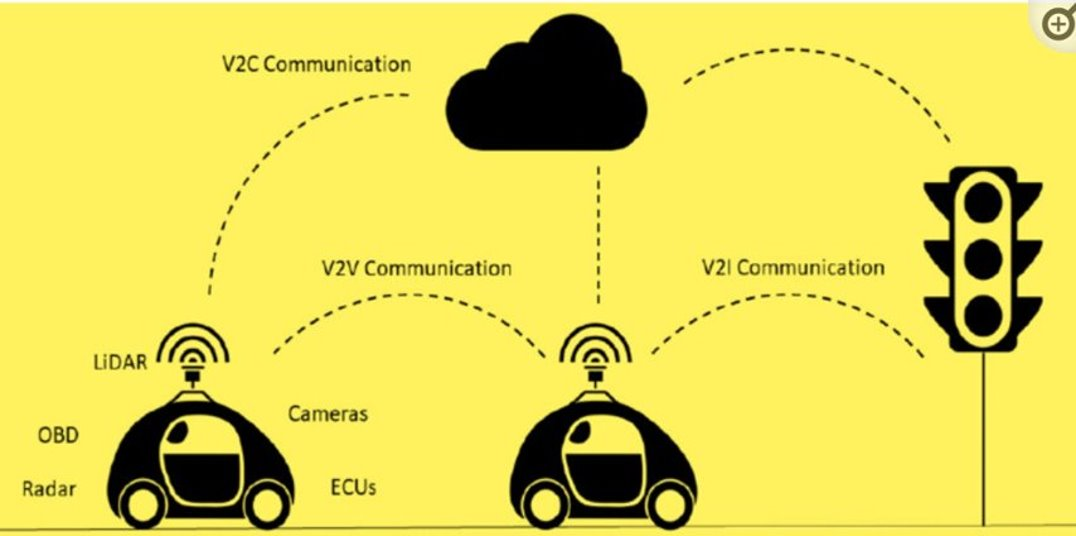 V2C Communication
V2V Communication
V2I Communication
LiDAR
Cameras
OBD
Radar
ECUs